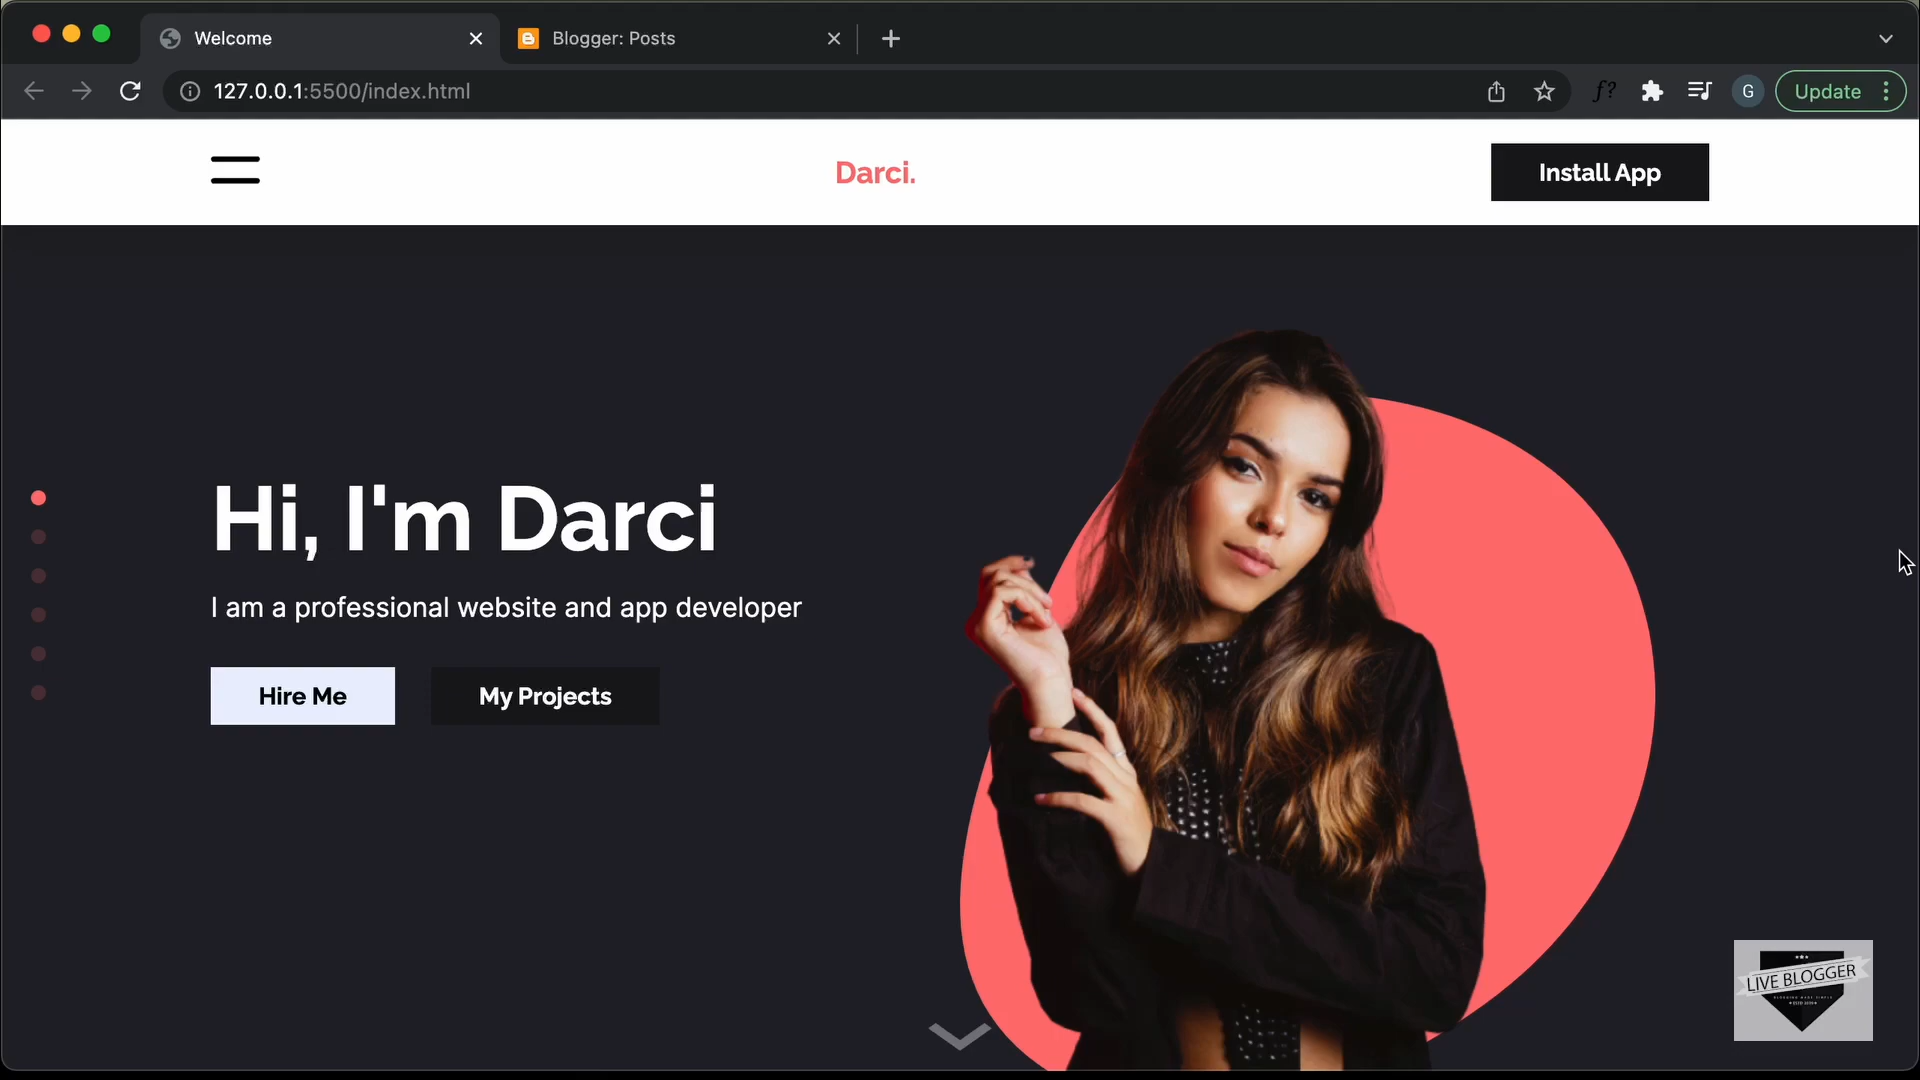 Welcome
Blogger: Posts
127.0.0.1:5500/index.html
f?
G
Update
Darci.
Install App
Hi, I'm Darci
I am a professional website and app developer
Hire Me
My Projects
LIVE BLOGGER